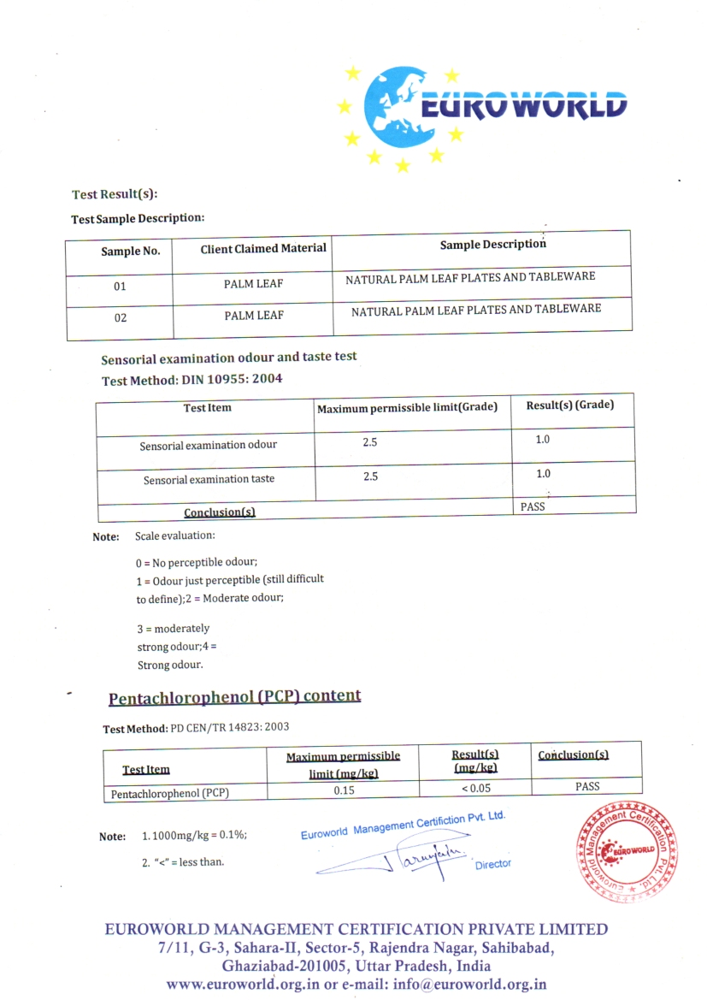 EUROWORLD
Test Result(s):
Test Sample Description:
Sample No. Client Claimed Material Sample Description
01 PALM LEAF NATURAL PALM LEAF PLATES AND TABLEWARE
02 PALM LEAF NATURAL PALM LEAF PLATES AND TABLEWARE
Sensorial examination odour and taste test
Test Method: DIN 10955: 2004
Test Item Maximum permissible limit(Grade) Result(s) (Grade)
Sensorial examination odour 2.5 1.0
Sensorial examination taste 2.5 1.0
Conclusion(s) PASS
Note: Scale evaluation:
0 = No perceptible odour;
1 = Odour just perceptible (still difficult
to define);2 = Moderate odour;
3 = moderately
strong odour;4 =
Strong odour.
Pentachlorophenol (PCP) content
Test Method: PD CEN/TR 14823: 2003
Test Item Maximum permissible limit (mg/kg) Result(s) (mg/kg) Conclusion(s)
Pentachlorophenol (PCP) 0.15 < 0.05 PASS
Note: 1. 1000mg/kg = 0.1%;
2. "<" = less than.
Euroworld Management Certifiction Pvt. Ltd.
Director
Euroworld Management Certification Pvt. Ltd.
EUROWORLD
EUROWORLD MANAGEMENT CERTIFICATION PRIVATE LIMITED
7/11, G-3, Sahara-II, Sector-5, Rajendra Nagar, Sahibabad,
Ghaziabad-201005, Uttar Pradesh, India
www.euroworld.org.in or e-mail: info@euroworld.org.in